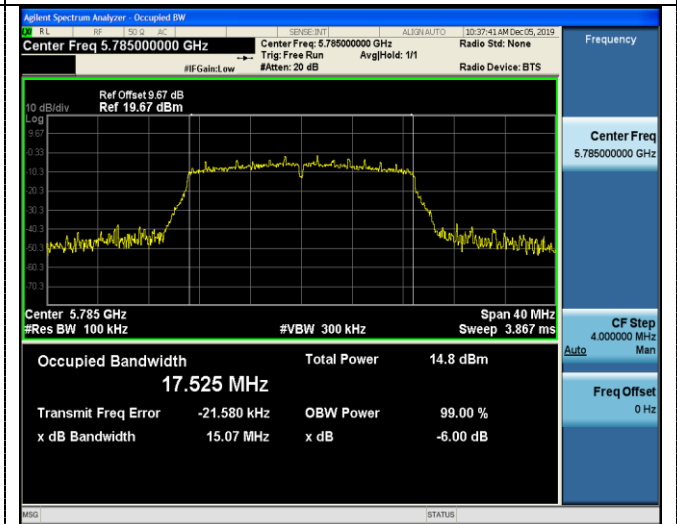 Agilent Spectrum Analyzer - Occupied BW
RL RF 50 Ω AC SENSE:INT ALIGNAUTO 10:37:41 AM Dec 05, 2019
Center Freq 5.785000000 GHz
Center Freq: 5.785000000 GHz Radio Std: None
Trig: Free Run Avg|Hold: 1/1
#IFGain:Low #Atten: 20 dB Radio Device: BTS
Frequency
Ref Offset 9.67 dB
10 dB/div Ref 19.67 dBm
Log
9.67
-0.33
-10.3
-20.3
-30.3
-40.3
-50.3
-60.3
-70.3
Center 5.785 GHz Span 40 MHz
#Res BW 100 kHz #VBW 300 kHz Sweep 3.867 ms
Occupied Bandwidth Total Power 14.8 dBm
17.525 MHz
Transmit Freq Error -21.580 kHz OBW Power 99.00 %
x dB Bandwidth 15.07 MHz x dB -6.00 dB
Center Freq
5.785000000 GHz
CF Step
4.000000 MHz
Auto Man
Freq Offset
0 Hz
MSG STATUS